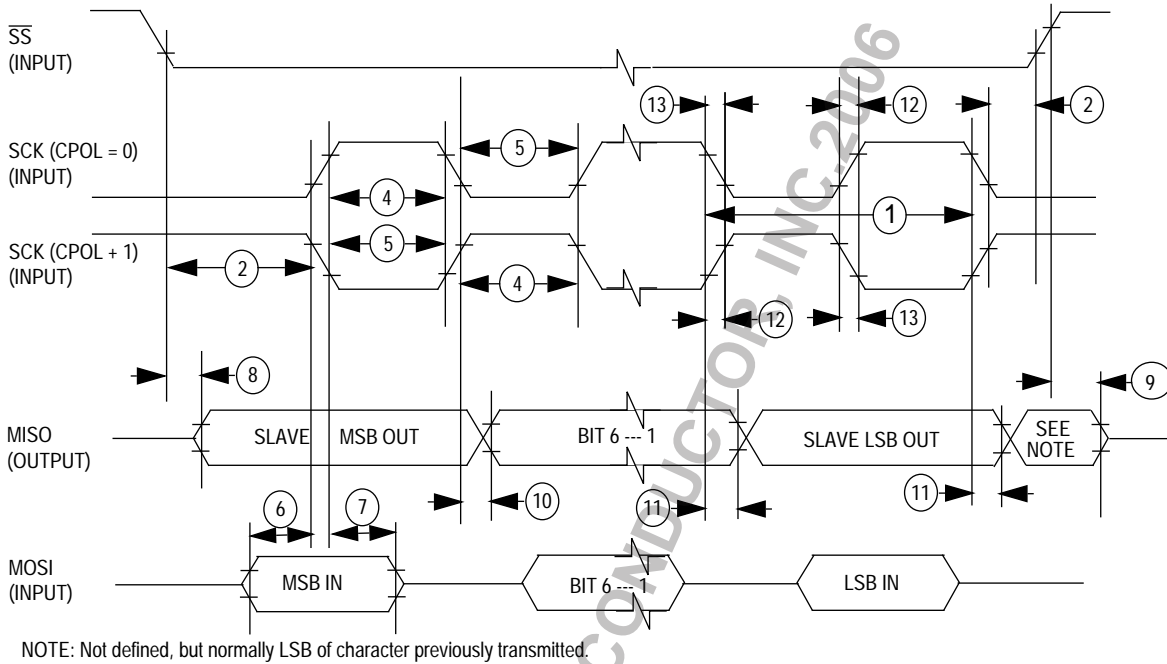 SS
(INPUT)
13
12
2
SCK (CPOL = 0)
(INPUT)
5
4
1
SCK (CPOL + 1)
(INPUT)
5
2
4
12
13
8
9
MISO
(OUTPUT)
SLAVE MSB OUT
BIT 6 --- 1
SLAVE LSB OUT
SEE
NOTE
6
7
10
11
11
MOSI
(INPUT)
MSB IN
BIT 6 --- 1
LSB IN
NOTE: Not defined, but normally LSB of character previously transmitted.
CONDUCTOR, INC.2006